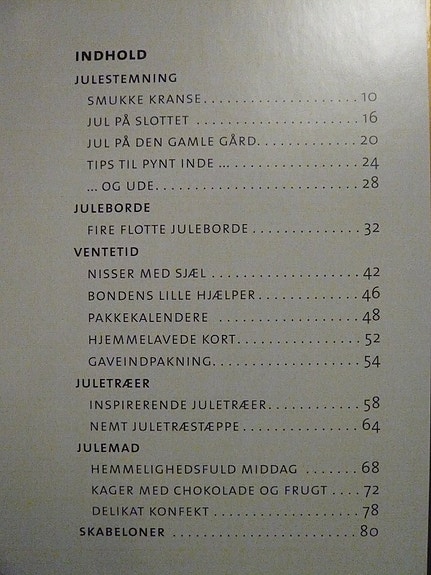 INDHOLD
JULESTEMNING
SMUKKE KRANSE.....................10
JUL PÅ SLOTTET ......................16
JUL PÅ DEN GAMLE GÅRD..............20
TIPS TIL PYNT INDE ...................24
... OG UDE...........................28
JULEBORDE
FIRE FLOTTE JULEBORDE ..............32
VENTETID
NISSER MED SJÆL ....................42
BONDENS LILLE HJÆLPER..............46
PAKKEKALENDERE ...................48
HJEMMELAVEDE KORT.................52
GAVEINDPAKNING....................54
JULETRÆER
INSPIRERENDE JULETRÆER.............58
NEMT JULETRÆSTÆPPE ...............64
JULEMAD
HEMMELIGHEDSFULD MIDDAG .......68
KAGER MED CHOKOLADE OG FRUGT ....72
DELIKAT KONFEKT ...................78
SKABELONER ........................80